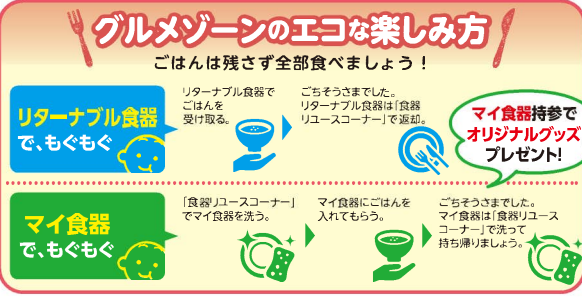 グルメゾーンのエコな楽しみ方
ごはんは残さず全部食べましょう！
リターナブル食器
で、もぐもぐ
リターナブル食器で
ごはんを
受け取る。
ごちそうさまでした。
リターナブル食器は「食器
リユースコーナー」で返却。
マイ食器持参で
オリジナルグッズ
プレゼント!
マイ食器
で、もぐもぐ
「食器リユースコーナー」
でマイ食器を洗う。
マイ食器にごはんを
入れてもらう。
ごちそうさまでした。
マイ食器は「食器リユース
コーナー」で洗って
持ち帰りましょう。